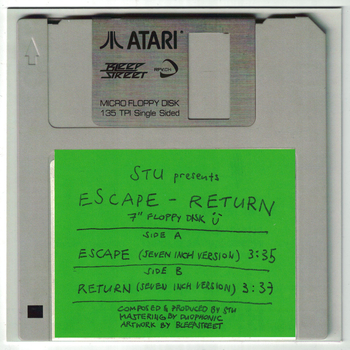 ATARI
BLEEP
STREET
MICRO FLOPPY DISK
135 TPI Single Sided
STU presents
ESCAPE - RETURN
7" FLOPPY DISK
SIDE A
ESCAPE (SEVEN INCH VERSION) 3:35
SIDE B
RETURN (SEVEN INCH VERSION) 3:37
COMPOSED & PRODUCED BY STU
MASTERING BY DUOPHONIC
ARTWORK BY BLEEPSTREET